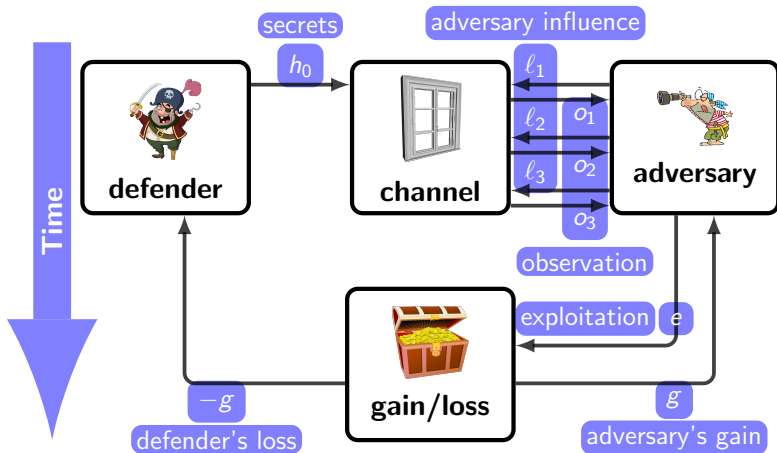 secrets
adversary influence
h₀
ℓ₁
o₁
ℓ₂
o₂
ℓ₃
o₃
defender
channel
adversary
Time
observation
exploitation
e
gain/loss
−g
g
defender's loss
adversary's gain